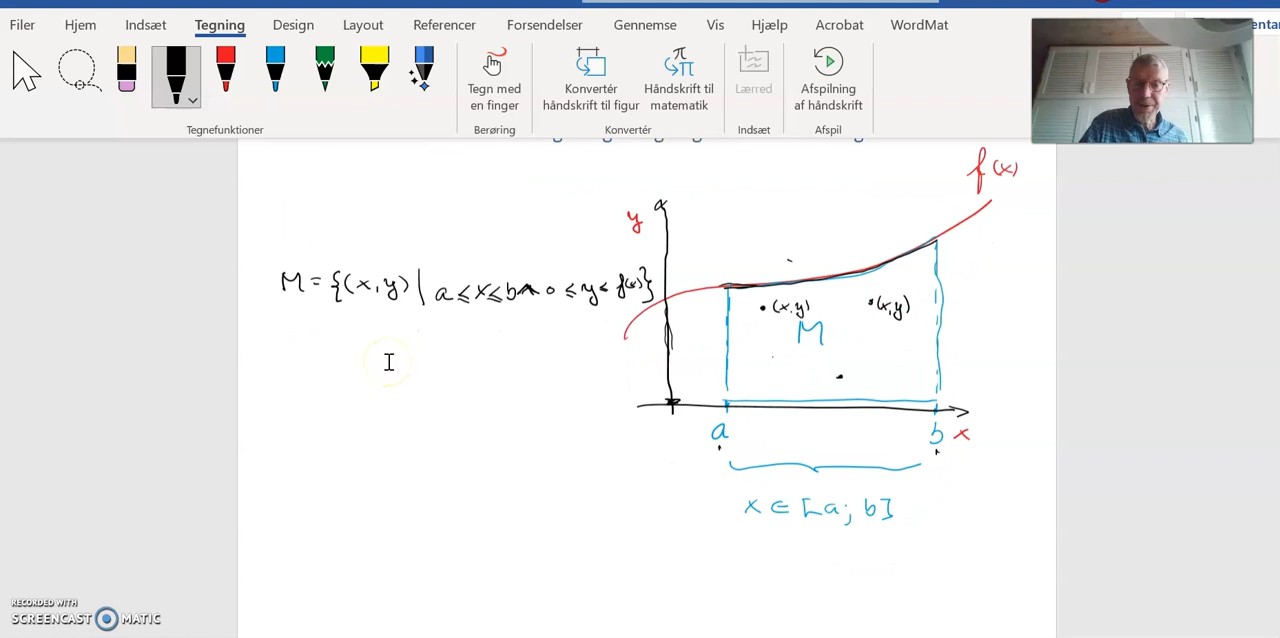 Filer Hjem Indsæt Tegning Design Layout Referencer Forsendelser Gennemse Vis Hjælp Acrobat WordMat
Tegn med en finger
Konvertér håndskrift til figur
Håndskrift til matematik
Lærred
Afspilning af håndskrift
Tegnefunktioner Berøring Konvertér Indsæt Afspil
f(x)
y
M = {(x,y) | a ≤ x ≤ b ∧ 0 ≤ y ≤ f(x)}
(x,y) (x,y)
M
a b x
x ∈ [a; b]
RECORDED WITH
SCREENCAST MATIC